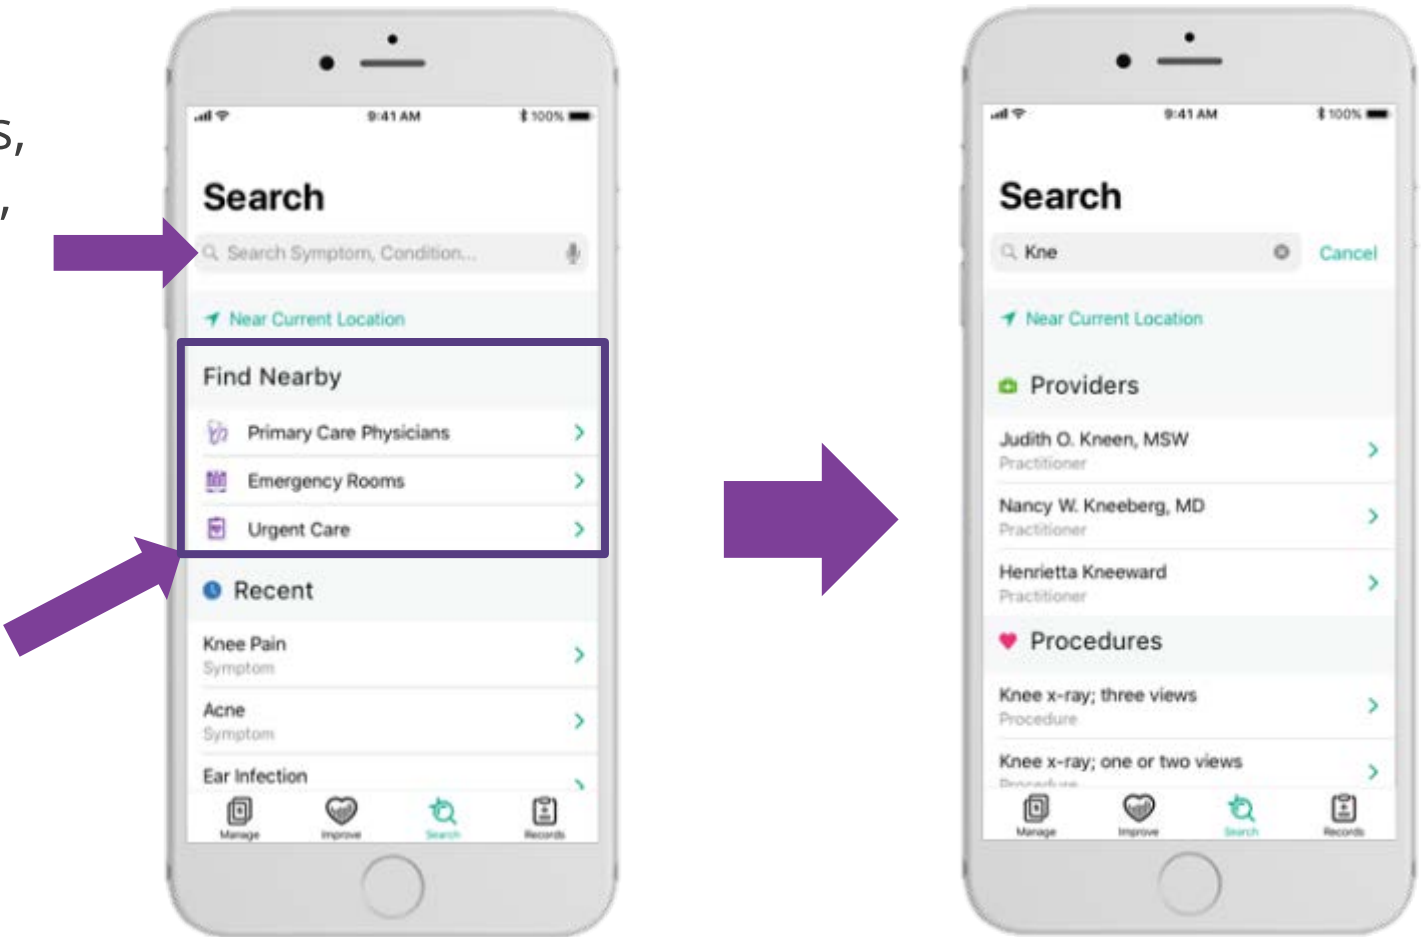 s,
,
9:41 AM
100%
Search
Search Symptom, Condition...
Near Current Location
Find Nearby
Primary Care Physicians
Emergency Rooms
Urgent Care
Recent
Knee Pain
Symptom
Acne
Symptom
Ear Infection
Manage
Improve
Search
Records
9:41 AM
100%
Search
Kne
Cancel
Near Current Location
Providers
Judith O. Kneen, MSW
Practitioner
Nancy W. Kneeberg, MD
Practitioner
Henrietta Kneeward
Practitioner
Procedures
Knee x-ray; three views
Procedure
Knee x-ray; one or two views
Procedure
Manage
Improve
Search
Records